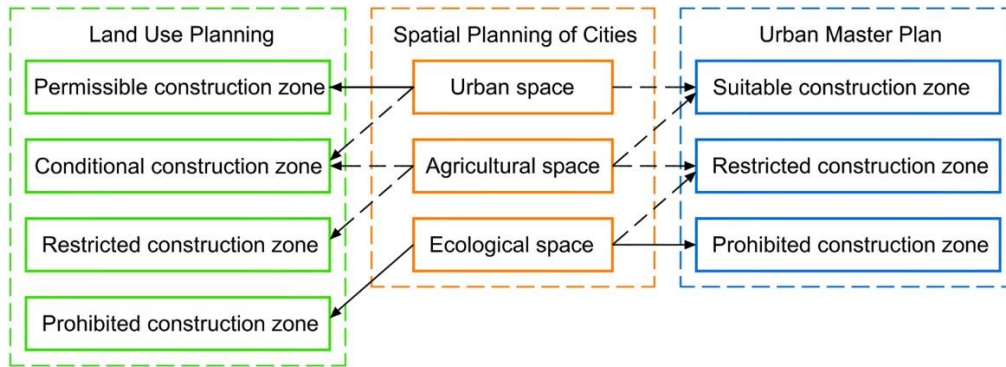 Land Use Planning
Permissible construction zone
Conditional construction zone
Restricted construction zone
Prohibited construction zone
Spatial Planning of Cities
Urban space
Agricultural space
Ecological space
Urban Master Plan
Suitable construction zone
Restricted construction zone
Prohibited construction zone